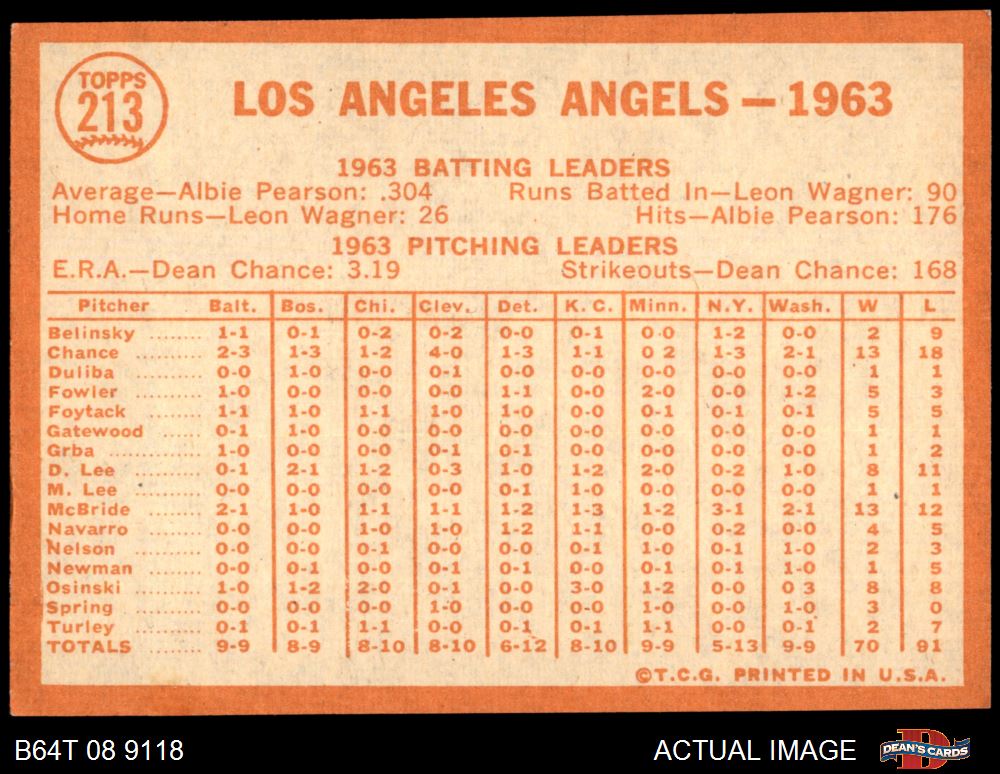 TOPPS
213
LOS ANGELES ANGELS — 1963
1963 BATTING LEADERS
Average—Albie Pearson: .304 Runs Batted In—Leon Wagner: 90
Home Runs—Leon Wagner: 26 Hits—Albie Pearson: 176
1963 PITCHING LEADERS
E.R.A.—Dean Chance: 3.19 Strikeouts—Dean Chance: 168
Pitcher Balt. Bos. Chi. Clev. Det. K. C. Minn. N.Y. Wash. W L
Belinsky ........ 1-1 0-1 0-2 0-2 0-0 0-1 0-0 1-2 0-0 2 9
Chance .......... 2-3 1-3 1-2 4-0 1-3 1-1 0 2 1-3 2-1 13 18
Duliba .......... 0-0 1-0 0-0 0-1 0-0 0-0 0-0 0-0 0-0 1 1
Fowler .......... 1-0 0-0 0-0 0-0 1-1 0-0 2-0 0-0 1-2 5 3
Foytack ........ 1-1 1-0 1-1 1-0 1-0 0-0 0-1 0-1 0-1 5 5
Gatewood ...... 0-1 1-0 0-0 0-0 0-0 0-0 0-0 0-0 0-0 1 1
Grba ............ 1-0 0-0 0-0 0-1 0-1 0-0 0-0 0-0 0-0 1 2
D. Lee .......... 0-1 2-1 1-2 0-3 1-0 1-2 2-0 0-2 1-0 8 11
M. Lee .......... 0-0 0-0 0-0 0-0 0-1 1-0 0-0 0-0 0-0 1 1
McBride ........ 2-1 1-0 1-1 1-1 1-2 1-3 1-2 3-1 2-1 13 12
Navarro ........ 0-0 0-0 1-0 1-0 1-2 1-1 0-0 0-2 0-0 4 5
Nelson .......... 0-0 0-0 0-1 0-0 0-0 0-1 1-0 0-1 1-0 2 3
Newman ........ 0-0 0-1 0-0 0-1 0-0 0-1 0-1 0-1 1-0 1 5
Osinski .......... 1-0 1-2 2-0 0-1 0-0 3-0 1-2 0-0 0 3 8 8
Spring .......... 0-0 0-0 0-0 1-0 0-0 0-0 1-0 0-0 1-0 3 0
Turley .......... 0-1 0-1 1-1 0-0 0-1 0-1 1-1 0-0 0-1 2 7
TOTALS 9-9 8-9 8-10 8-10 6-12 8-10 9-9 5-13 9-9 70 91
©T.C.G. PRINTED IN U.S.A.
B64T 08 9118 ACTUAL IMAGE DEAN'S CARDS